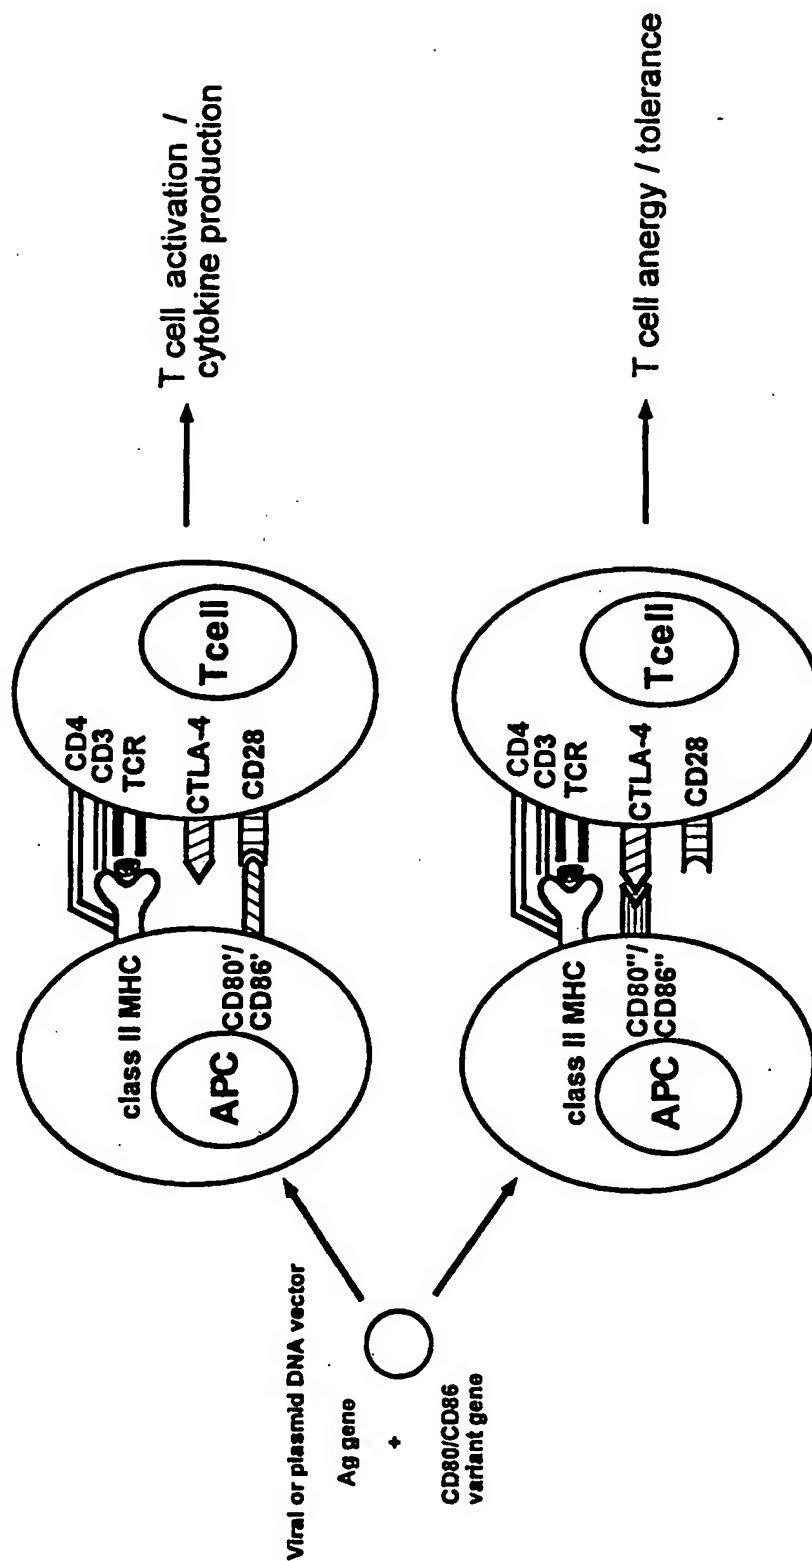 Viral or plasmid DNA vector
Ag gene
+
CD80/CD86
variant gene
class II MHC
APC
CD80'/
CD86'
CD4
CD3
TCR
CTLA-4
CD28
Tcell
T cell activation /
cytokine production
class II MHC
APC
CD80"/
CD86"
CD4
CD3
TCR
CTLA-4
CD28
Tcell
T cell anergy / tolerance